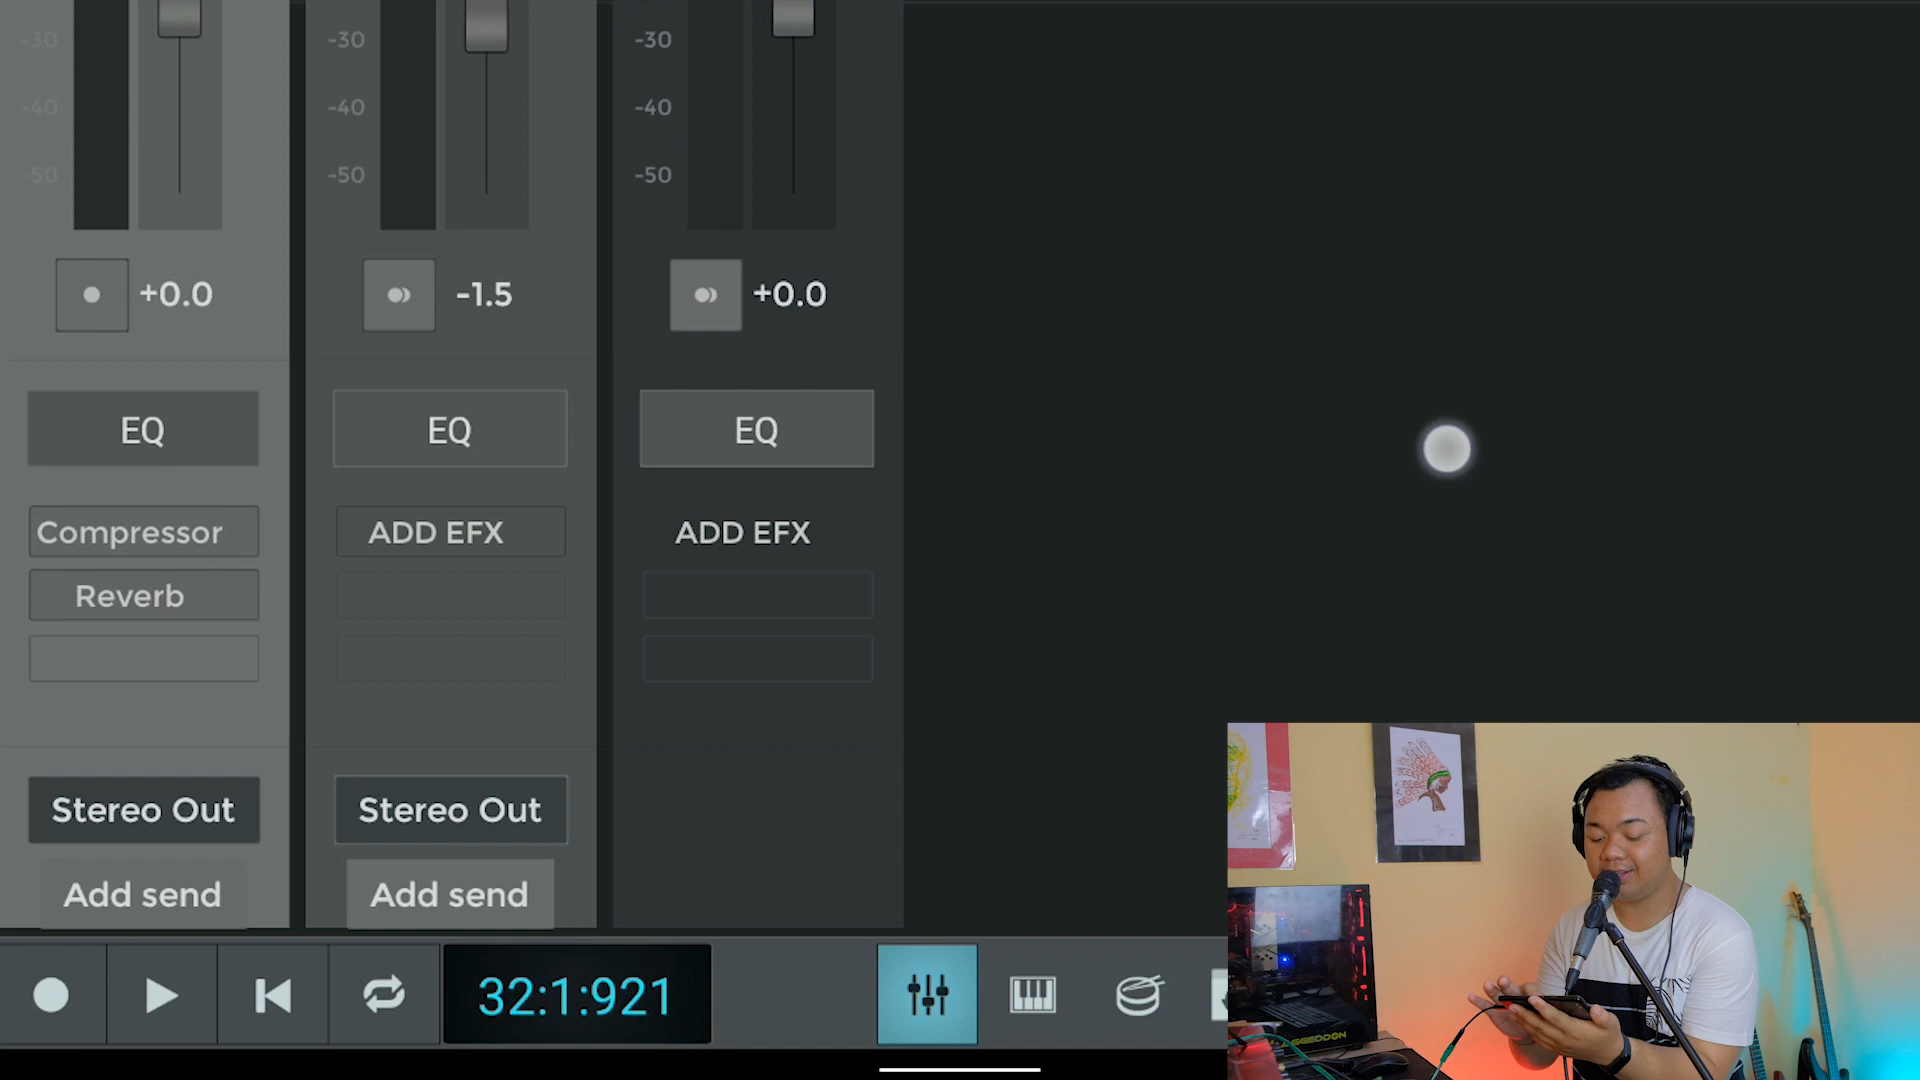 -30
-40
-50
+0.0
EQ
Compressor
Reverb
Stereo Out
Add send
-30
-40
-50
-1.5
EQ
ADD EFX
Stereo Out
Add send
-30
-40
-50
+0.0
EQ
ADD EFX
32:1:921